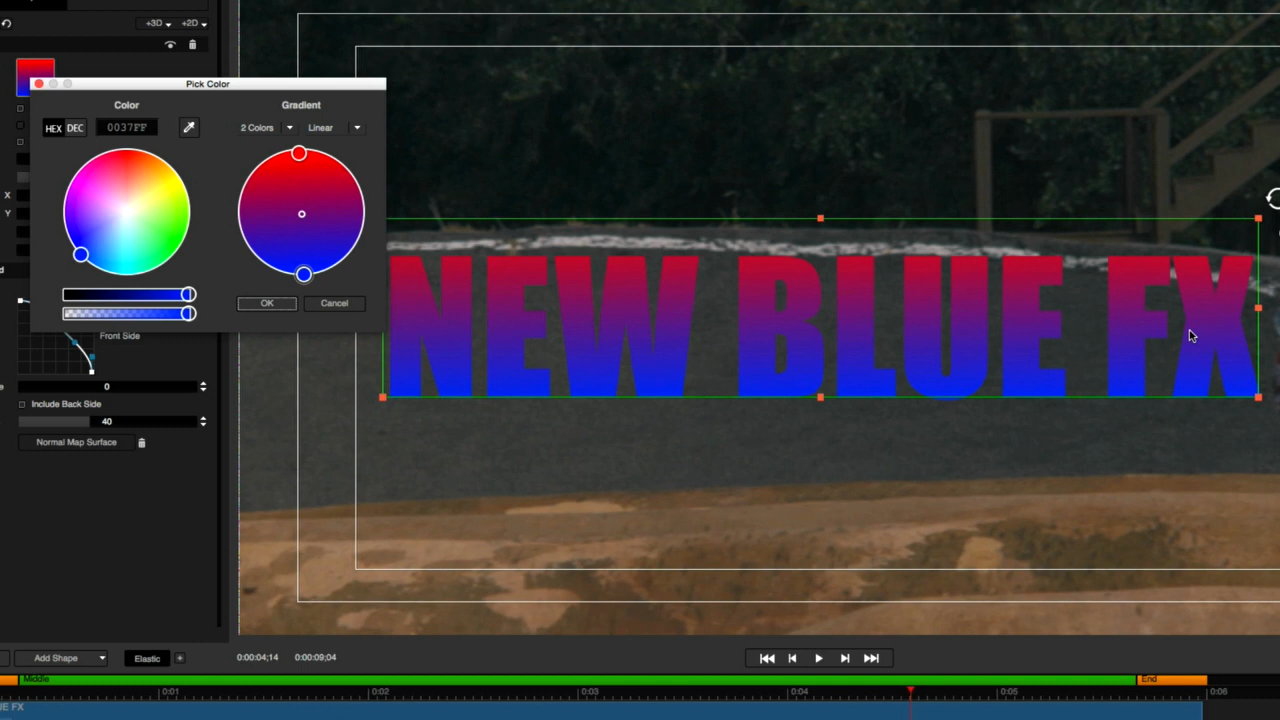 +3D +2D
Pick Color
Color Gradient
HEX DEC 0037FF 2 Colors Linear
X
Y
OK Cancel
NEW BLUE FX
Front Side
0
Include Back Side
40
Normal Map Surface
Add Shape Elastic + 0:00:04;14 0:00:09;04
Middle End
0:01 0:02 0:03 0:04 0:05 0:06
UE FX